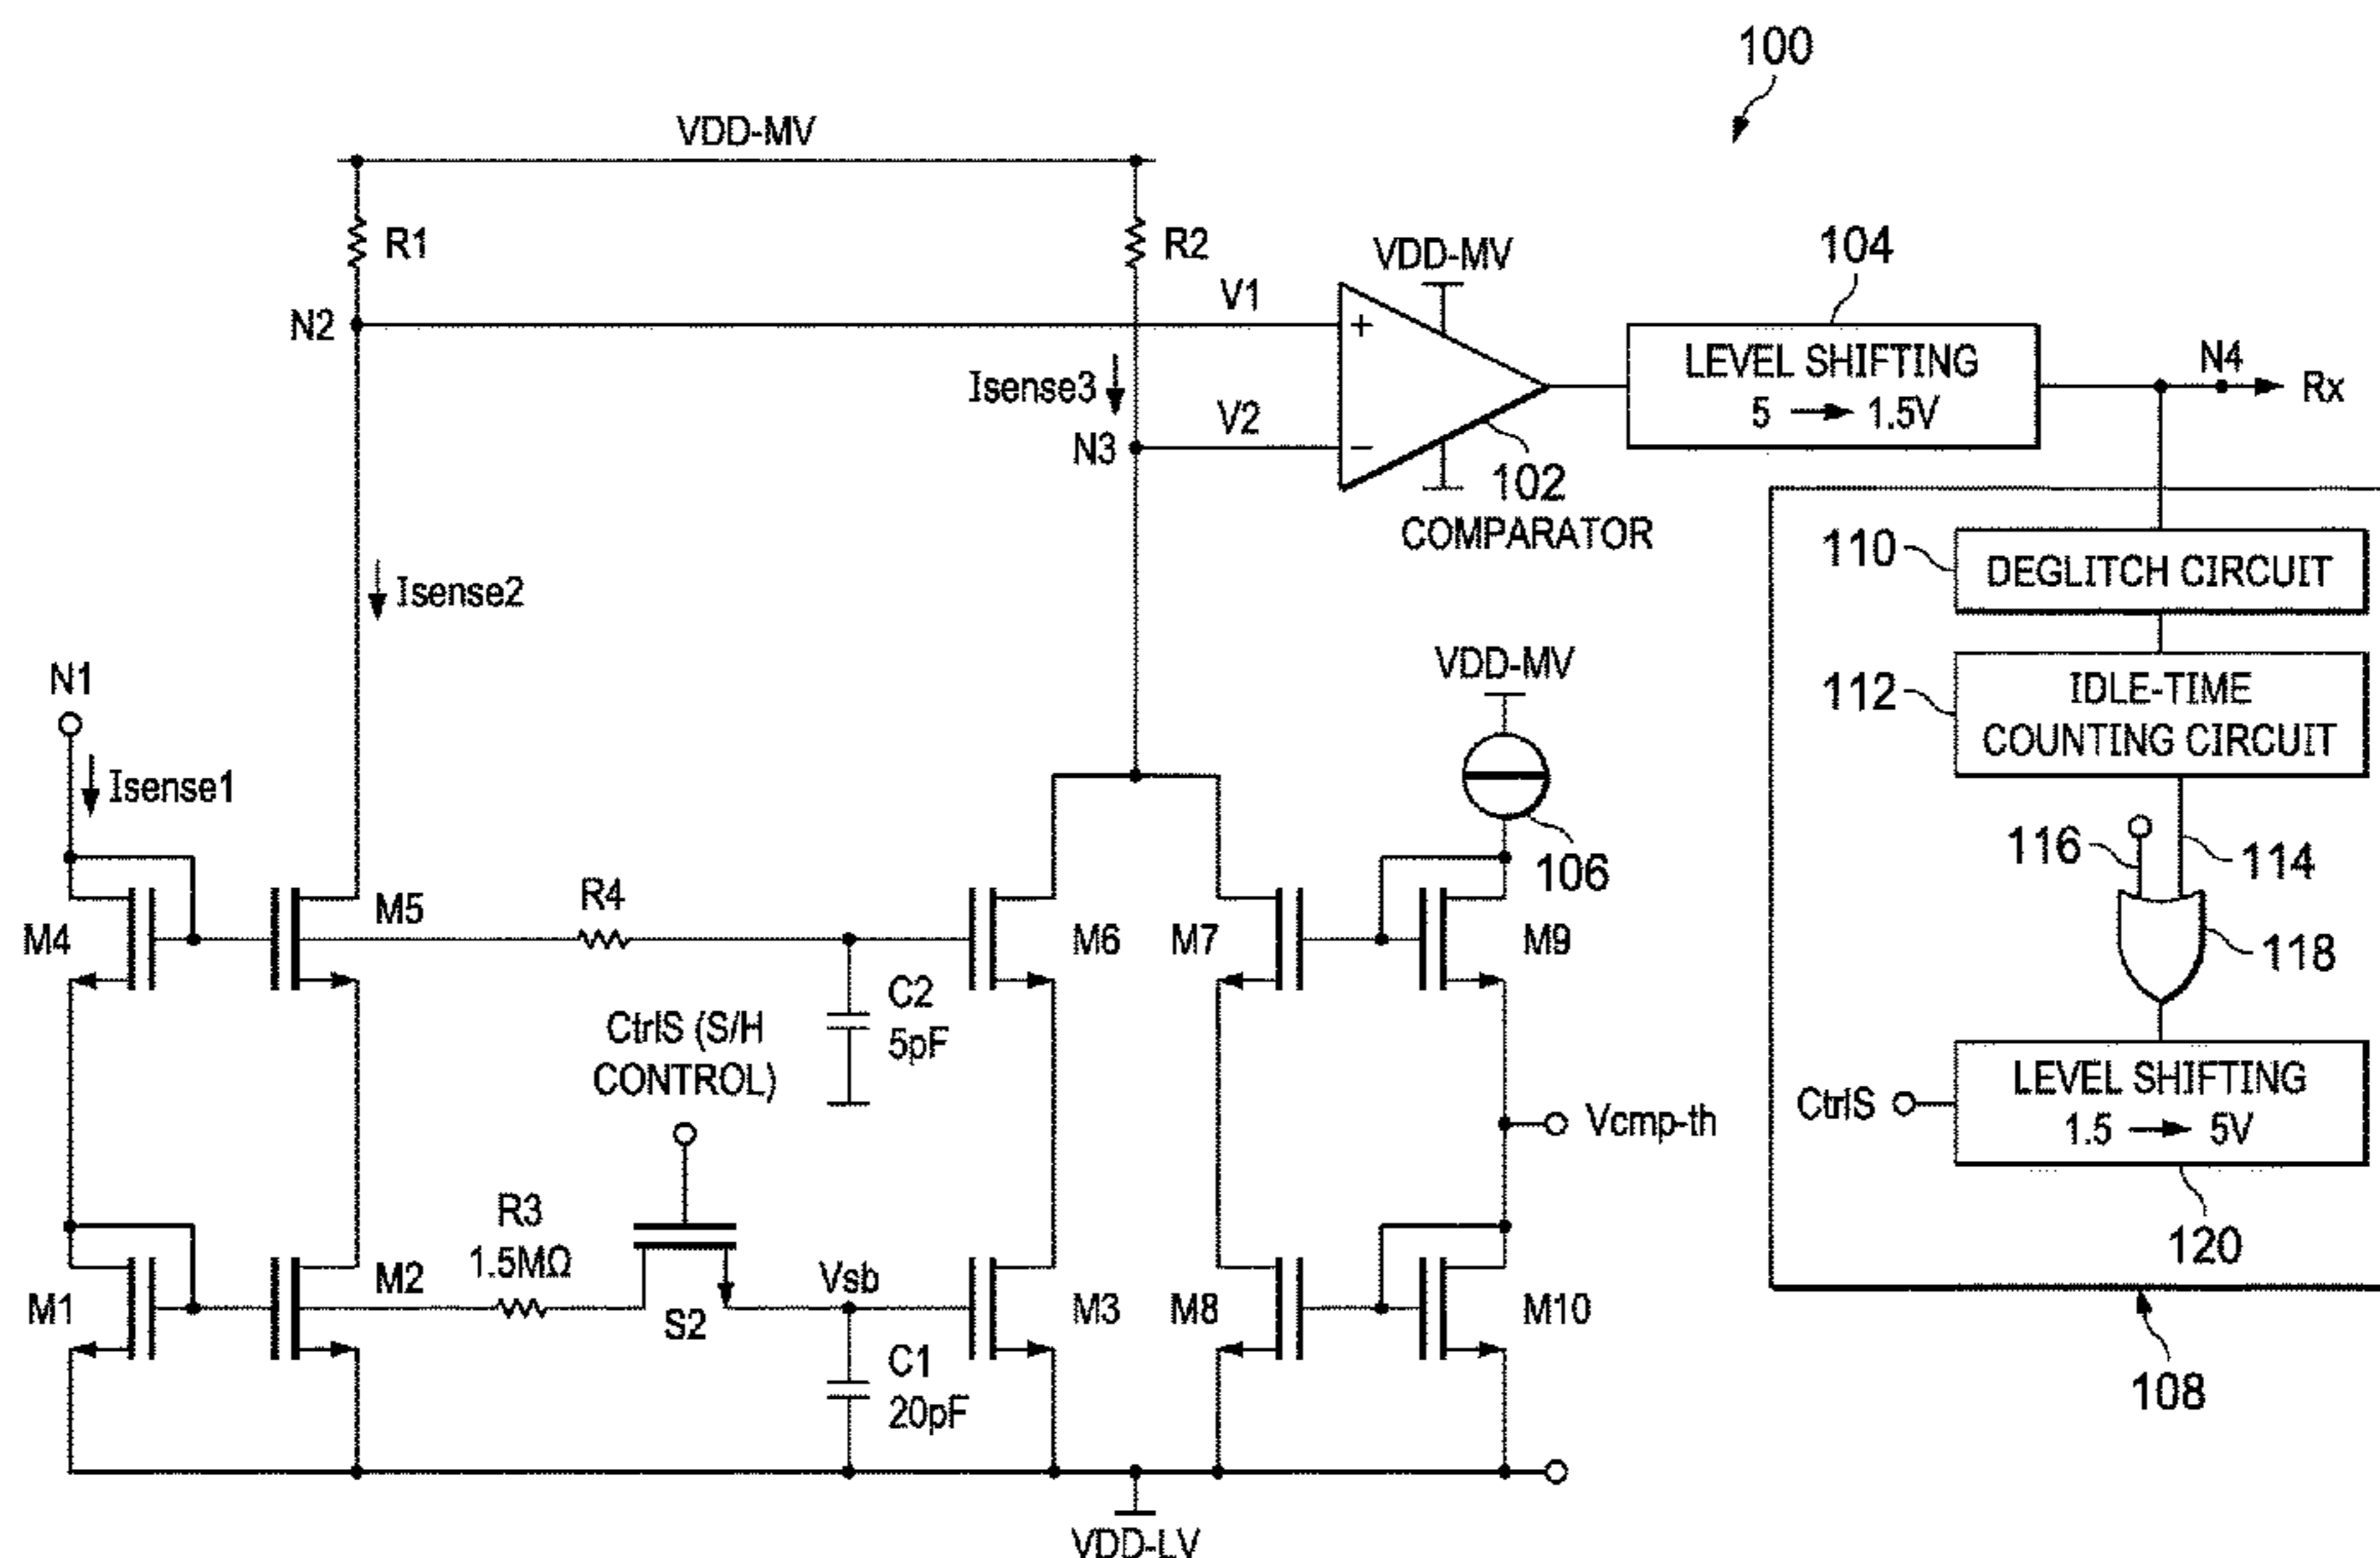 100
VDD-MV
R1
R2
VDD-MV
104
N2
V1
+
LEVEL SHIFTING
5 → 1.5V
N4
Rx
Isense3
V2
N3
−
102
COMPARATOR
110
DEGLITCH CIRCUIT
Isense2
N1
VDD-MV
112
IDLE-TIME
COUNTING CIRCUIT
Isense1
106
116
114
M4
M5
R4
M6
M7
M9
118
C2
5pF
CtrlS (S/H
CONTROL)
LEVEL SHIFTING
1.5 → 5V
CtrlS
Vcmp-th
120
R3
1.5MΩ
M1
M2
S2
Vsb
M3
M8
M10
C1
20pF
108
VDD-LV